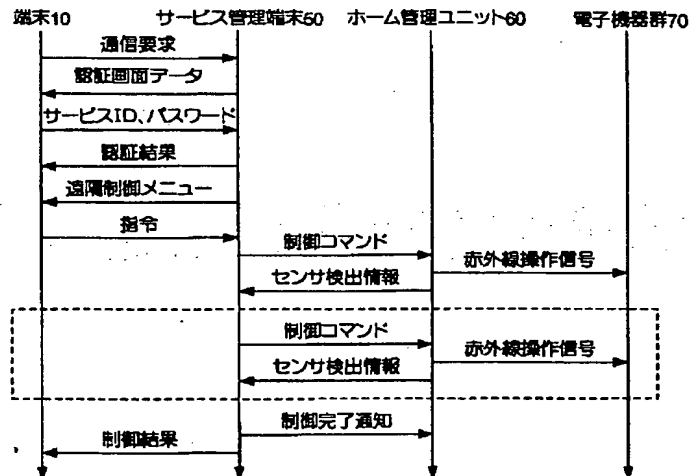 端末10 サービス管理端末50 ホーム管理ユニット60 電子機器群70
通信要求
認証画面データ
サービスID、パスワード
認証結果
遠隔制御メニュー
指令
制御コマンド
赤外線操作信号
センサ検出情報
制御コマンド
赤外線操作信号
センサ検出情報
制御完了通知
制御結果